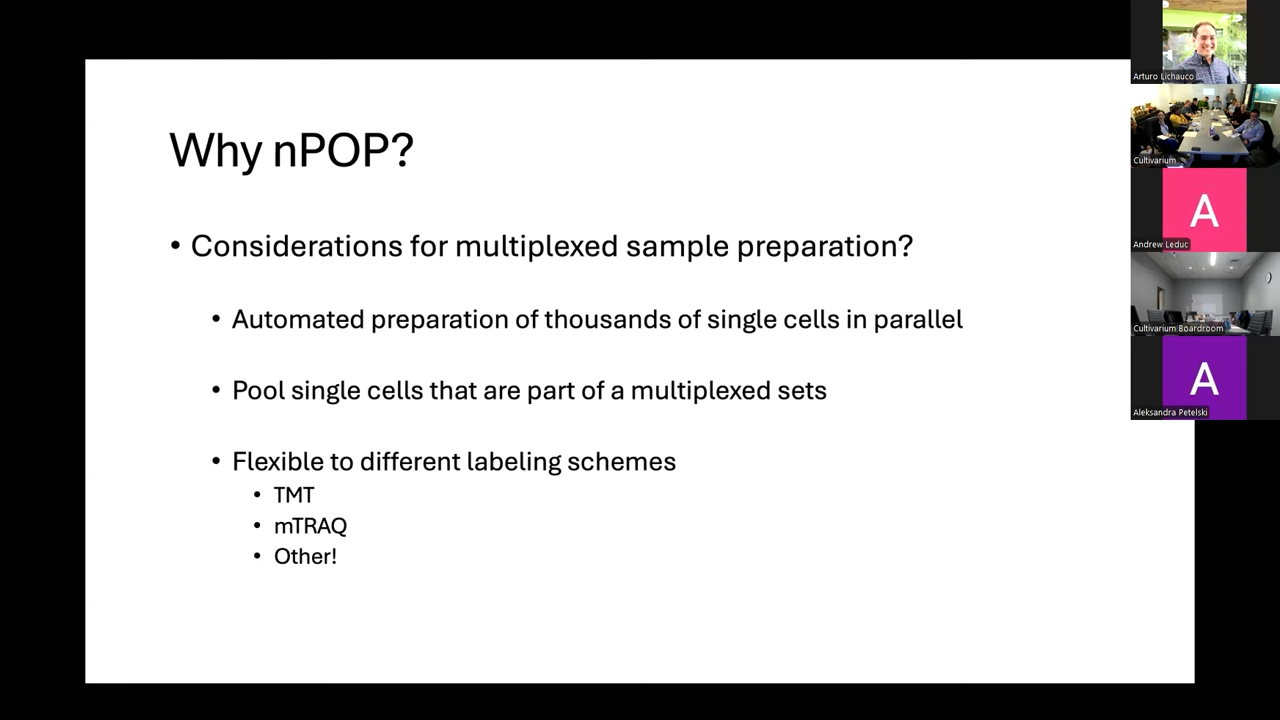 Why nPOP?
• Considerations for multiplexed sample preparation?
• Automated preparation of thousands of single cells in parallel
• Pool single cells that are part of a multiplexed sets
• Flexible to different labeling schemes
• TMT
• mTRAQ
• Other!
Arturo Lichauco
Cultivarium
A
Andrew Leduc
Cultivarium Boardroom
A
Aleksandra Petelski